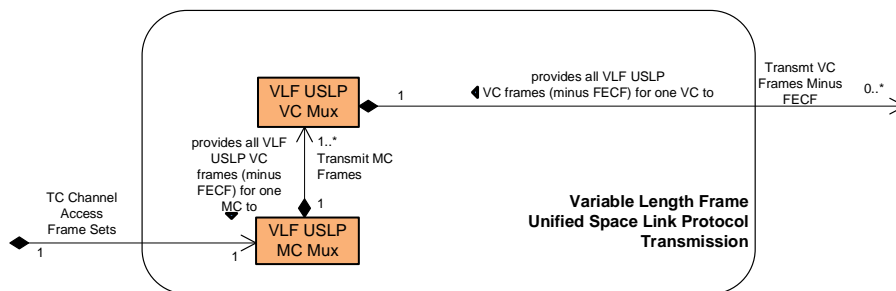 VLF USLP
VC Mux
1
provides all VLF USLP
VC frames (minus FECF) for one VC to
Transmt VC
Frames Minus
FECF
0..*
provides all VLF
USLP VC
frames (minus
FECF) for one
MC to
1..*
Transmit MC
Frames
1
TC Channel
Access
Frame Sets
1
1
VLF USLP
MC Mux
Variable Length Frame
Unified Space Link Protocol
Transmission